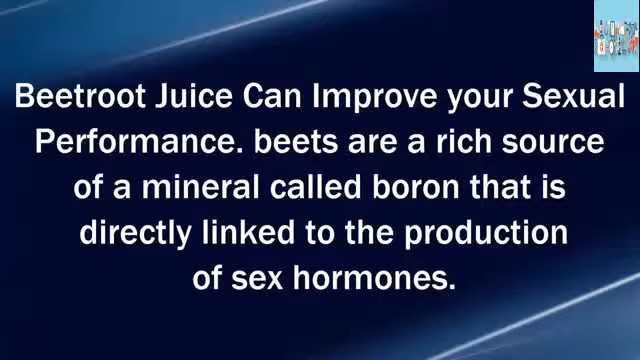 Beetroot Juice Can Improve your Sexual
Performance. beets are a rich source
of a mineral called boron that is
directly linked to the production
of sex hormones.